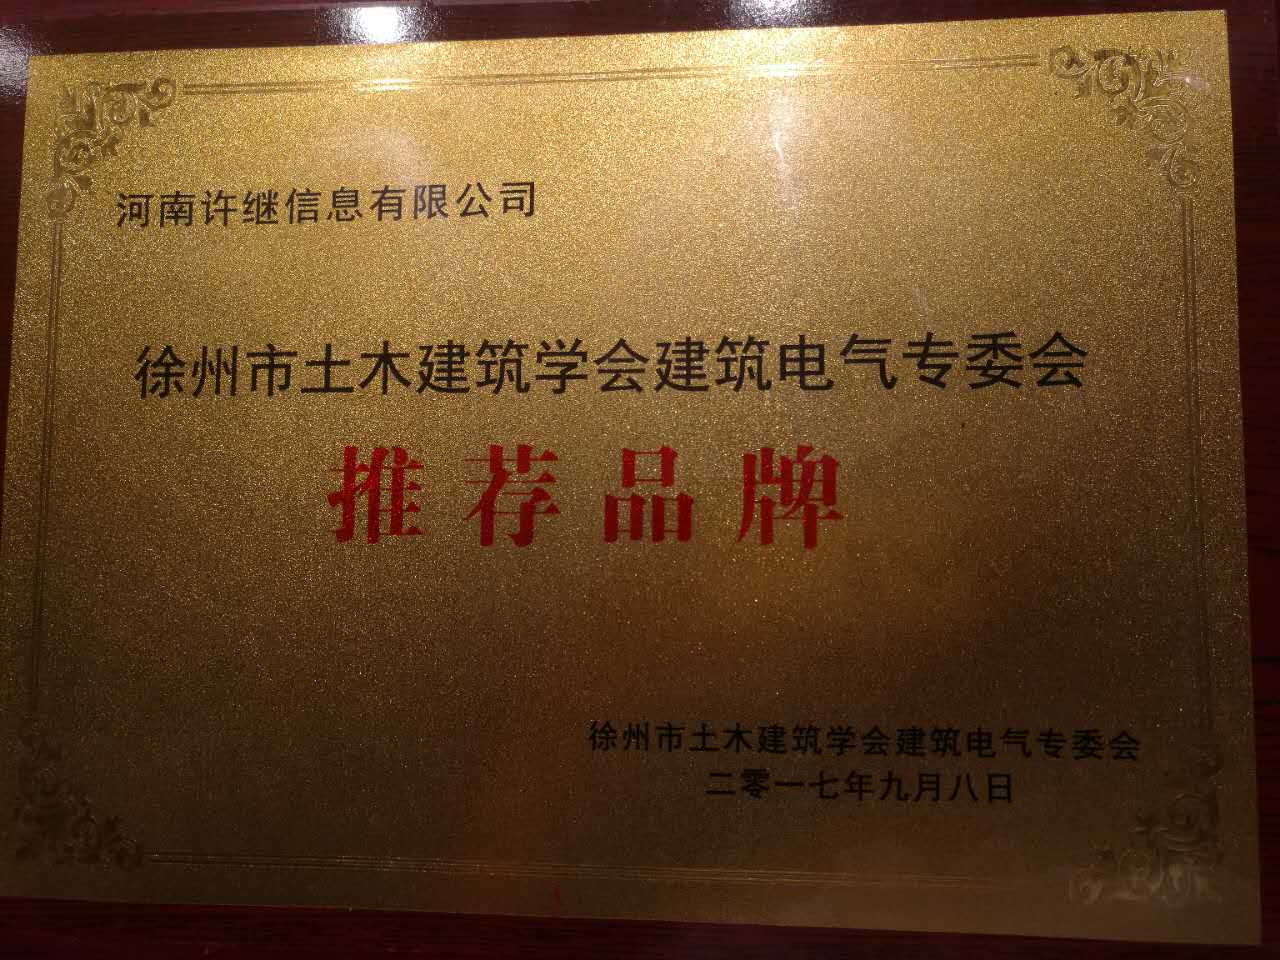 河南许继信息有限公司
徐州市土木建筑学会建筑电气专委会
推荐品牌
徐州市土木建筑学会建筑电气专委会
二零一七年九月八日